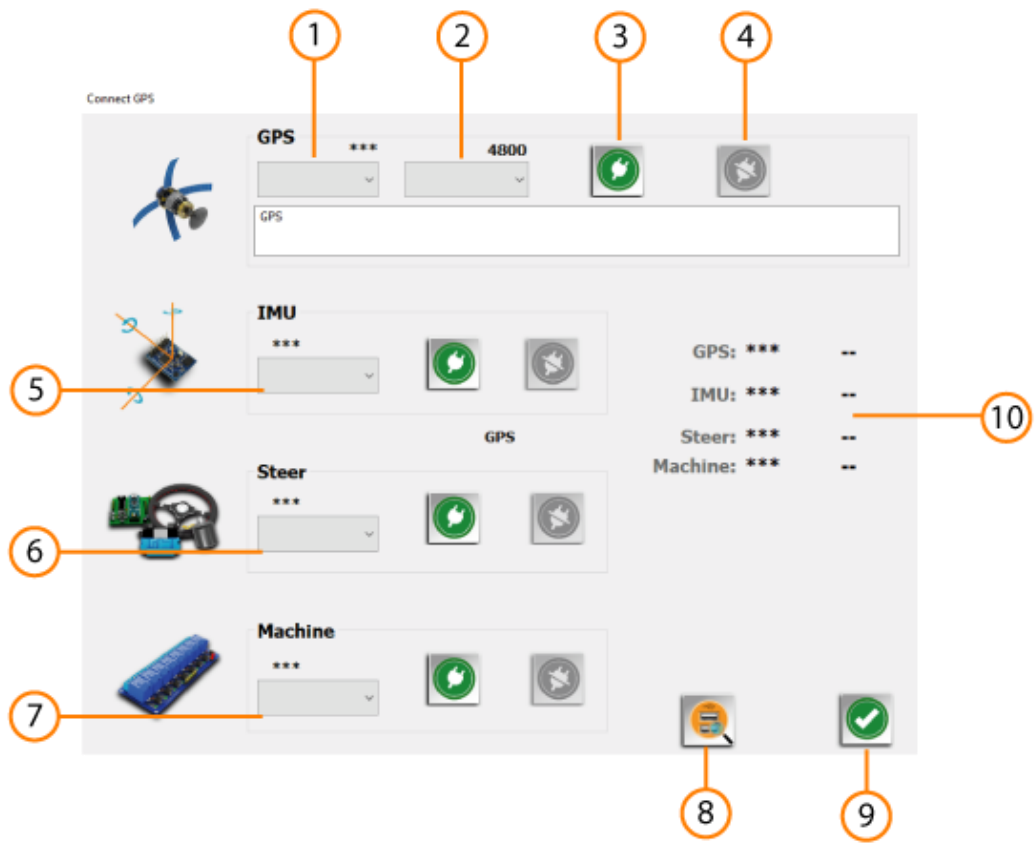 1 2 3 4
Connect GPS
GPS
*** 4800
GPS
IMU
***
5
GPS: *** --
IMU: *** --
Steer: *** --
Machine: *** --
10
GPS
Steer
***
6
Machine
***
7
8 9